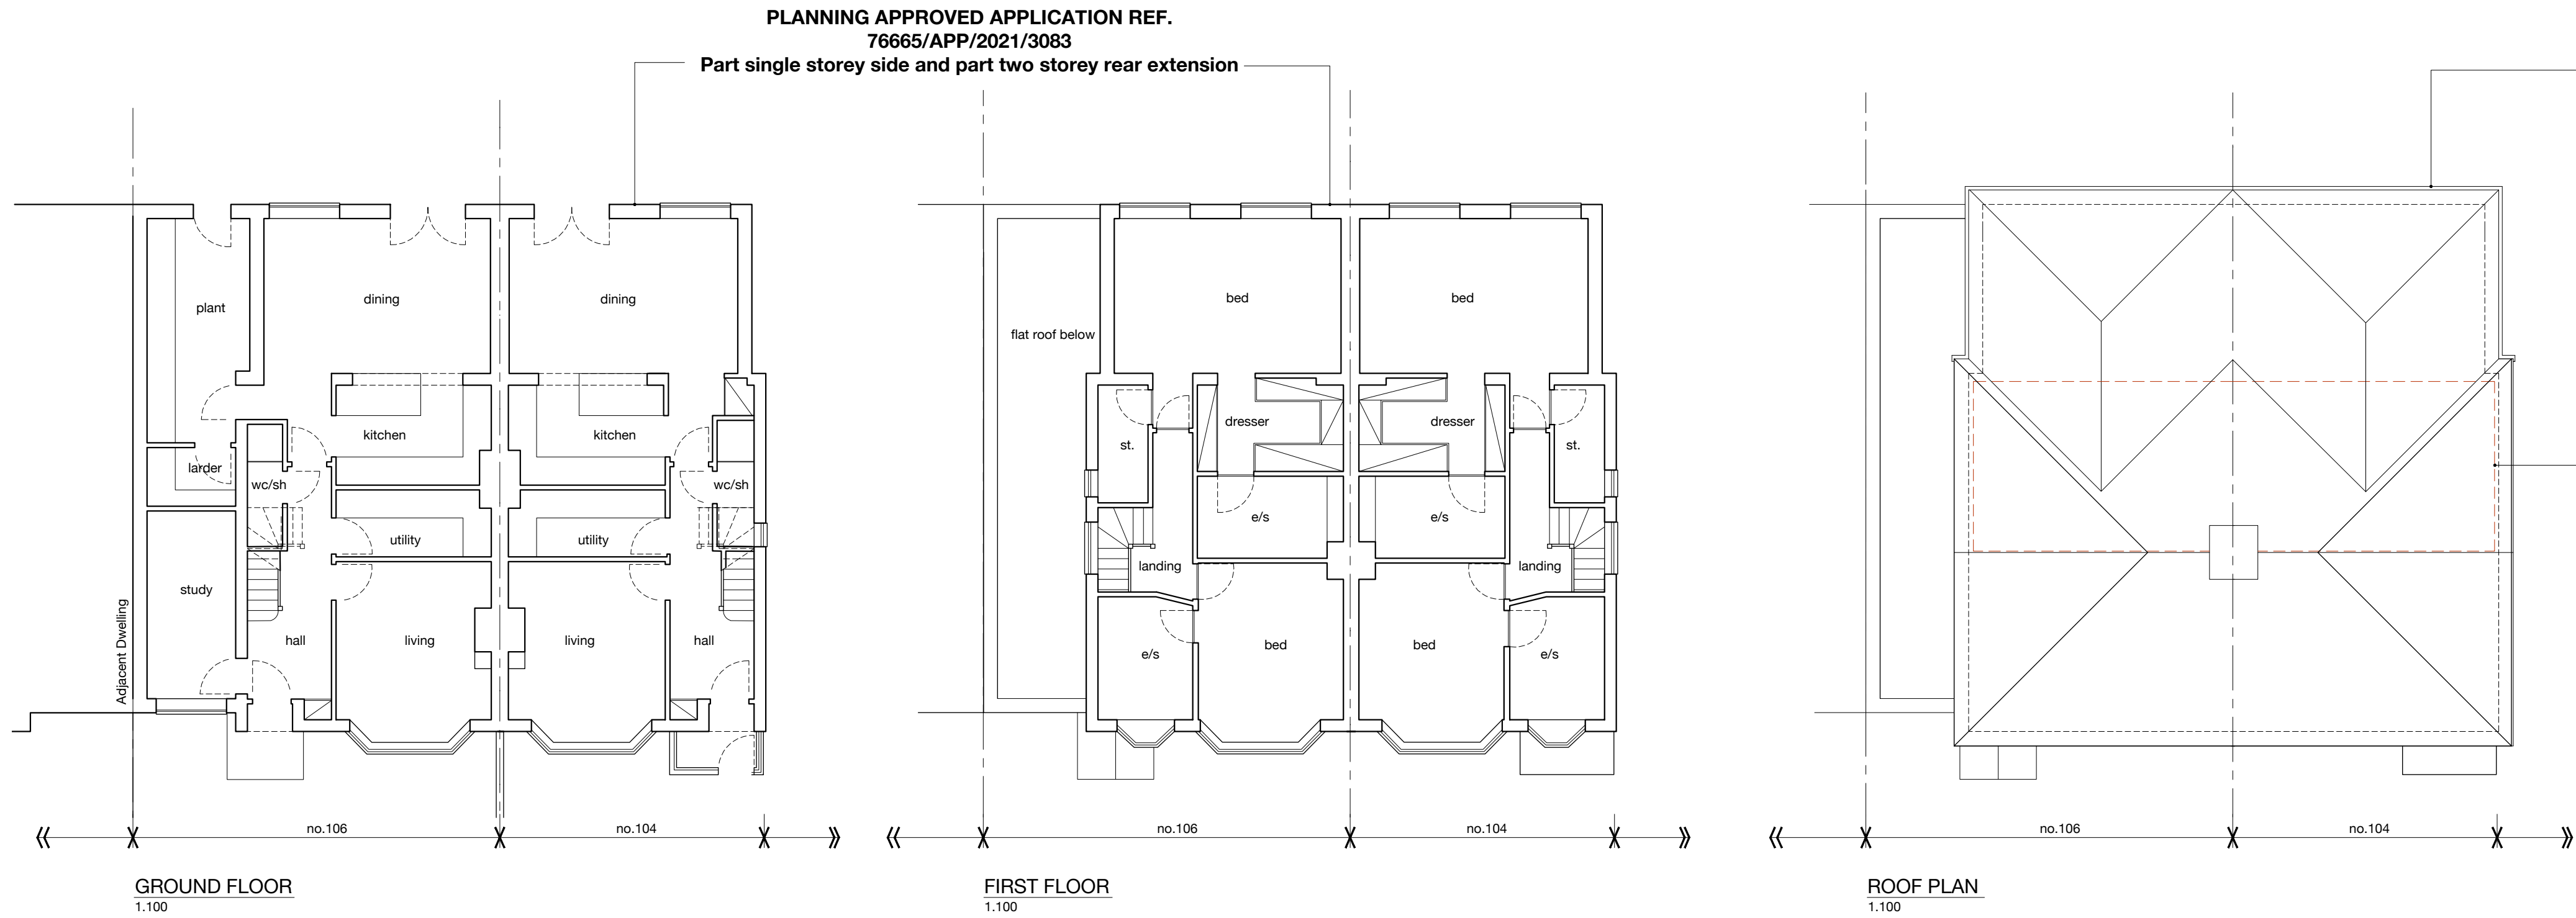 PLANNING APPROVED APPLICATION REF.
76665/APP/2021/3083
Part single storey side and part two storey rear extension
plant
dining
dining
kitchen
kitchen
larder
wc/sh
wc/sh
utility
utility
study
hall
living
living
hall
Adjacent Dwelling
no.106
no.104
GROUND FLOOR
1.100
bed
bed
flat roof below
dresser
dresser
st.
st.
e/s
e/s
landing
landing
e/s
bed
bed
e/s
no.106
no.104
FIRST FLOOR
1.100
no.106
no.104
ROOF PLAN
1.100